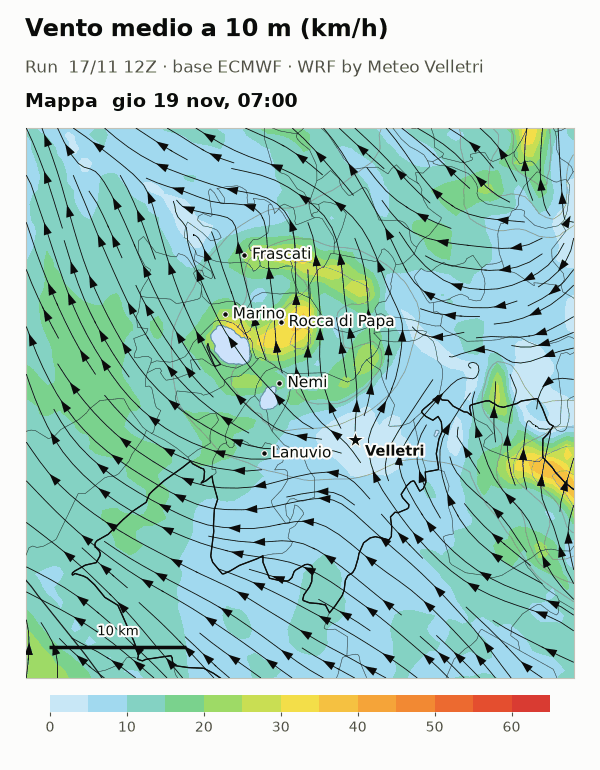 Vento medio a 10 m (km/h)
Run  17/11 12Z · base ECMWF · WRF by Meteo Velletri
Mappa  gio 19 nov, 07:00
Frascati
Marino
Rocca di Papa
Nemi
Velletri
Lanuvio
10 km
0 10 20 30 40 50 60